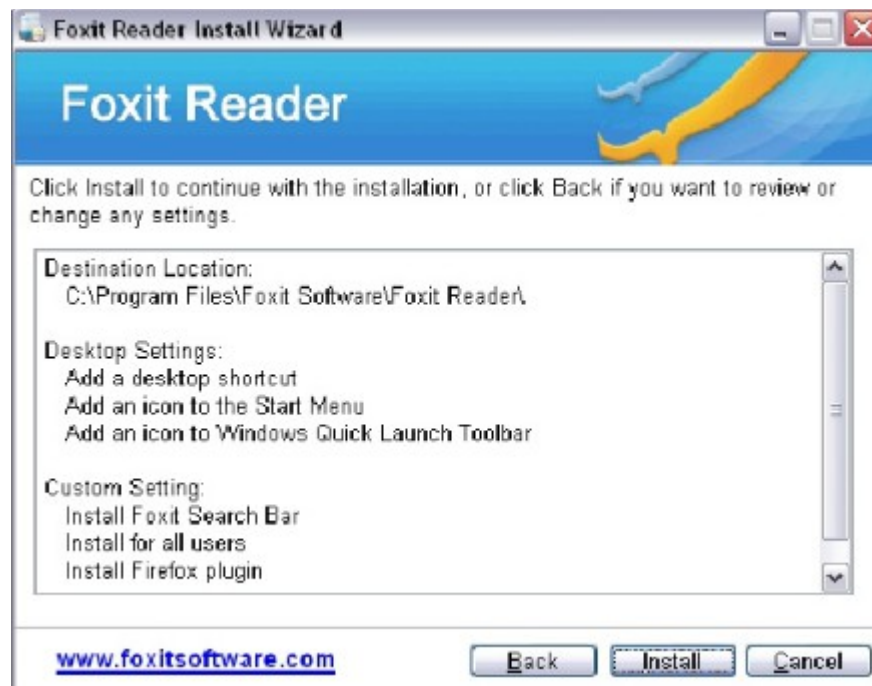 Foxit Reader Install Wizard
Foxit Reader
Click Install to continue with the installation, or click Back if you want to review or
change any settings.
Destination Location:
C:\Program Files\Foxit Software\Foxit Reader\
Desktop Settings:
Add a desktop shortcut
Add an icon to the Start Menu
Add an icon to Windows Quick Launch Toolbar
Custom Setting:
Install Foxit Search Bar
Install for all users
Install Firefox plugin
www.foxitsoftware.com Back Install Cancel